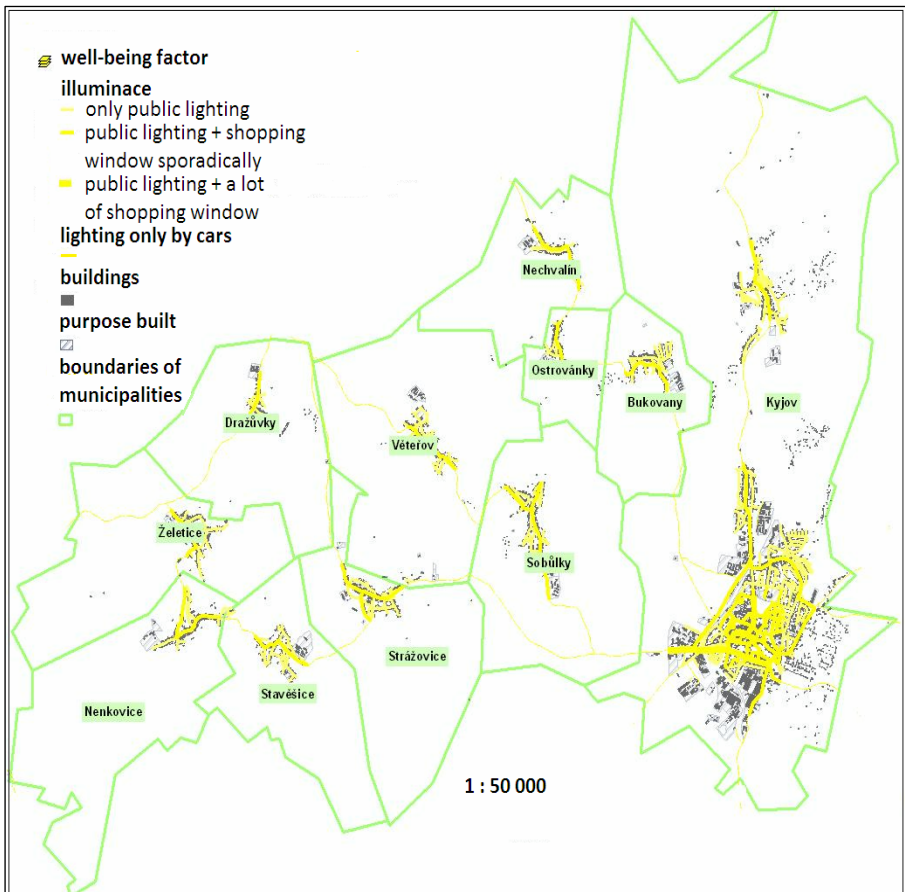 well-being factor
illuminace
only public lighting
public lighting + shopping
window sporadically
public lighting + a lot
of shopping window
lighting only by cars
buildings
purpose built
boundaries of
municipalities
Nechvalín
Ostrovánky
Bukovany
Kyjov
Dražůvky
Věteřov
Želetice
Sobůlky
Strážovice
Stavěšice
Nenkovice
1 : 50 000